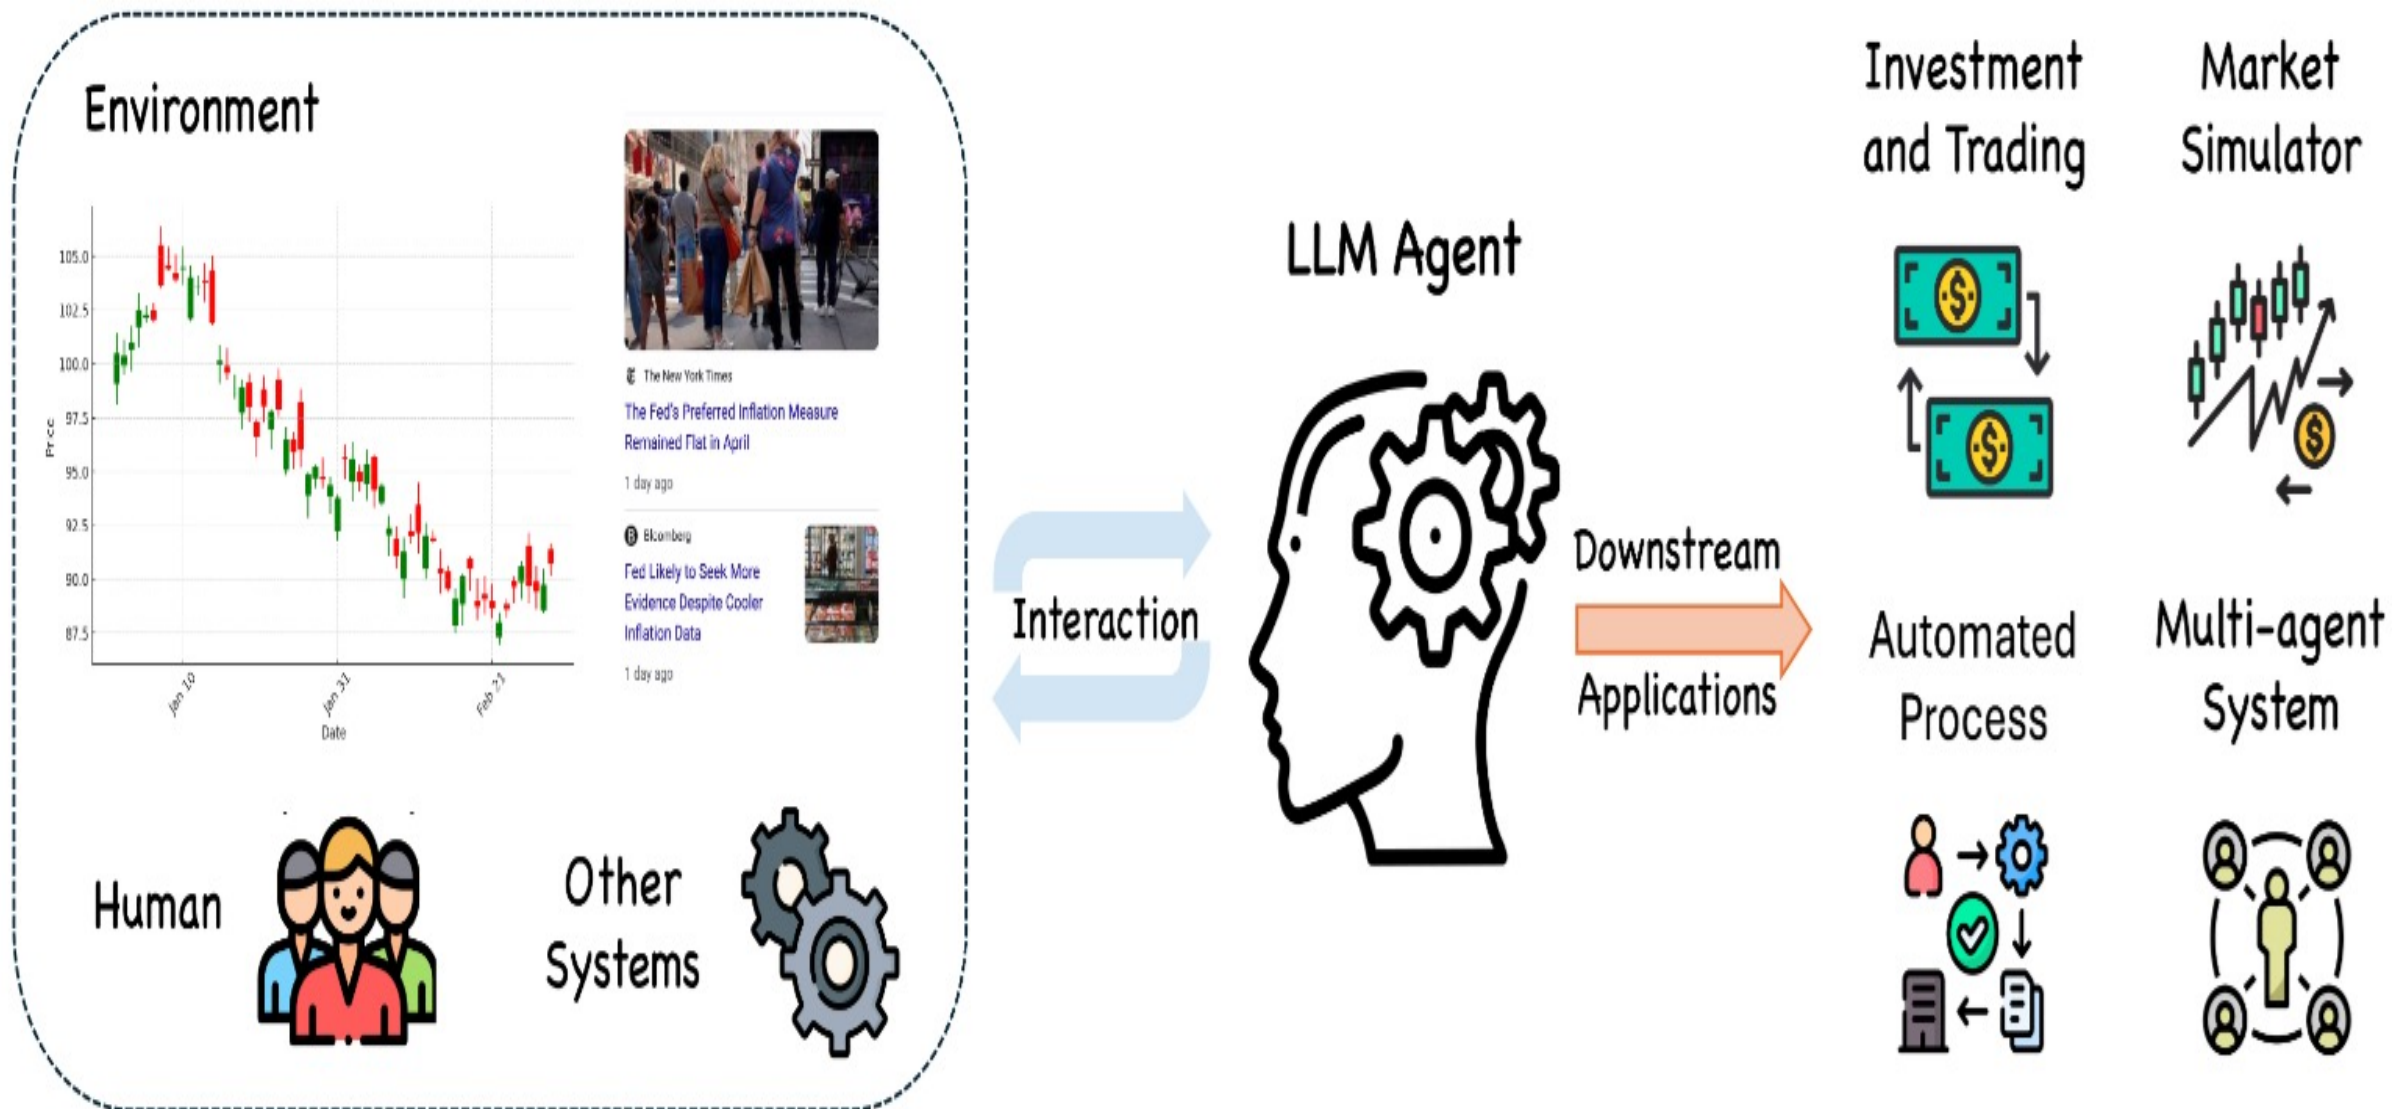 Environment
105.0
102.5
100.0
97.5
95.0
92.5
90.0
87.5
Price
Jan 10
Jan 31
Feb 21
Date
The New York Times
The Fed's Preferred Inflation Measure
Remained Flat in April
1 day ago
Bloomberg
Fed Likely to Seek More
Evidence Despite Cooler
Inflation Data
1 day ago
Human
Other
Systems
Interaction
LLM Agent
Downstream
Applications
Investment
and Trading
Market
Simulator
Automated
Process
Multi-agent
System